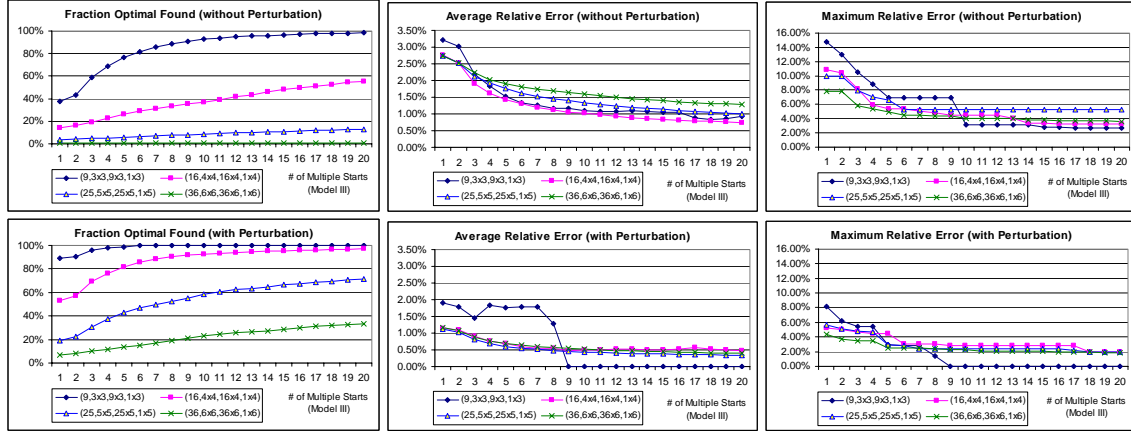 Fraction Optimal Found (without Perturbation)
100%
80%
60%
40%
20%
0%
1 2 3 4 5 6 7 8 9 10 11 12 13 14 15 16 17 18 19 20
(9,3x3,9x3,1x3) (16,4x4,16x4,1x4)
(25,5x5,25x5,1x5) (36,6x6,36x6,1x6)
# of Multiple Starts
(Model III)
Average Relative Error (without Perturbation)
3.50%
3.00%
2.50%
2.00%
1.50%
1.00%
0.50%
0.00%
1 2 3 4 5 6 7 8 9 10 11 12 13 14 15 16 17 18 19 20
(9,3x3,9x3,1x3) (16,4x4,16x4,1x4)
(25,5x5,25x5,1x5) (36,6x6,36x6,1x6)
# of Multiple Starts
(Model III)
Maximum Relative Error (without Perturbation)
16.00%
14.00%
12.00%
10.00%
8.00%
6.00%
4.00%
2.00%
0.00%
1 2 3 4 5 6 7 8 9 10 11 12 13 14 15 16 17 18 19 20
(9,3x3,9x3,1x3) (16,4x4,16x4,1x4)
(25,5x5,25x5,1x5) (36,6x6,36x6,1x6)
# of Multiple Starts
(Model III)
Fraction Optimal Found (with Perturbation)
100%
80%
60%
40%
20%
0%
1 2 3 4 5 6 7 8 9 10 11 12 13 14 15 16 17 18 19 20
(9,3x3,9x3,1x3) (16,4x4,16x4,1x4)
(25,5x5,25x5,1x5) (36,6x6,36x6,1x6)
# of Multiple Starts
(Model III)
Average Relative Error (with Perturbation)
3.50%
3.00%
2.50%
2.00%
1.50%
1.00%
0.50%
0.00%
1 2 3 4 5 6 7 8 9 10 11 12 13 14 15 16 17 18 19 20
(9,3x3,9x3,1x3) (16,4x4,16x4,1x4)
(25,5x5,25x5,1x5) (36,6x6,36x6,1x6)
# of Multiple Starts
(Model III)
Maximum Relative Error (with Perturbation)
16.00%
14.00%
12.00%
10.00%
8.00%
6.00%
4.00%
2.00%
0.00%
1 2 3 4 5 6 7 8 9 10 11 12 13 14 15 16 17 18 19 20
(9,3x3,9x3,1x3) (16,4x4,16x4,1x4)
(25,5x5,25x5,1x5) (36,6x6,36x6,1x6)
# of Multiple Starts
(Model III)